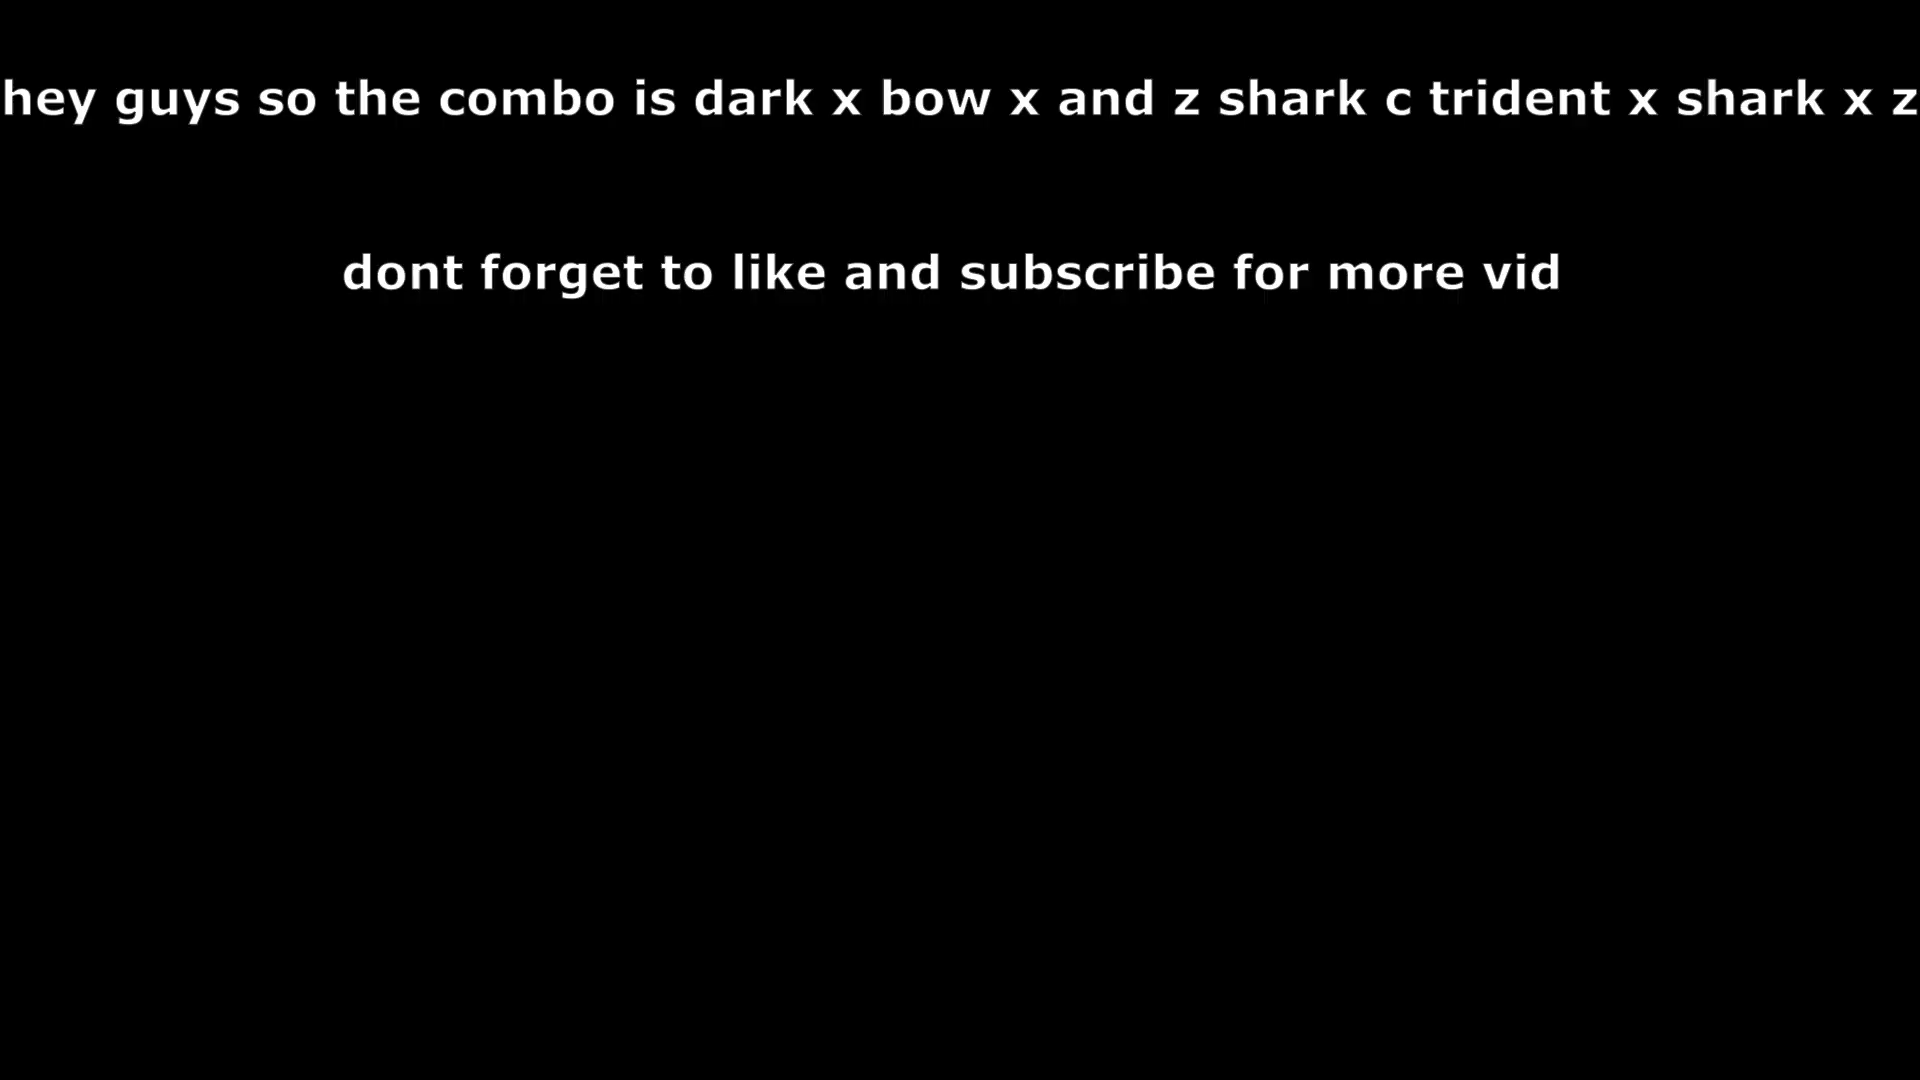 hey guys so the combo is dark x bow x and z shark c trident x shark x z
dont forget to like and subscribe for more vid